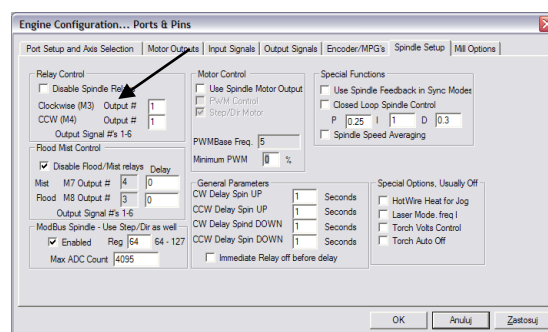 Engine Configuration... Ports & Pins
Port Setup and Axis Selection Motor Outputs Input Signals Output Signals Encoder/MPG's Spindle Setup Mill Options
Relay Control
Disable Spindle Relays
Clockwise (M3) Output # 1
CCW (M4) Output # 1
Output Signal #'s 1-6
Flood Mist Control
Disable Flood/Mist relays Delay
Mist M7 Output # 4 0
Flood M8 Output # 3 0
Output Signal #'s 1-6
ModBus Spindle - Use Step/Dir as well
Enabled Reg 64 64 - 127
Max ADC Count 4095
Motor Control
Use Spindle Motor Output
PWM Control
Step/Dir Motor
PWMBase Freq. 5
Minimum PWM 0 %
General Parameters
CW Delay Spin UP 1 Seconds
CCW Delay Spin UP 1 Seconds
CW Delay Spind DOWN 1 Seconds
CCW Delay Spin DOWN 1 Seconds
Immediate Relay off before delay
Special Functions
Use Spindle Feedback in Sync Modes
Closed Loop Spindle Control
P 0.25 I 1 D 0.3
Spindle Speed Averaging
Special Options, Usually Off
HotWire Heat for Jog
Laser Mode. freq I
Torch Volts Control
Torch Auto Off
OK Anuluj Zastosuj